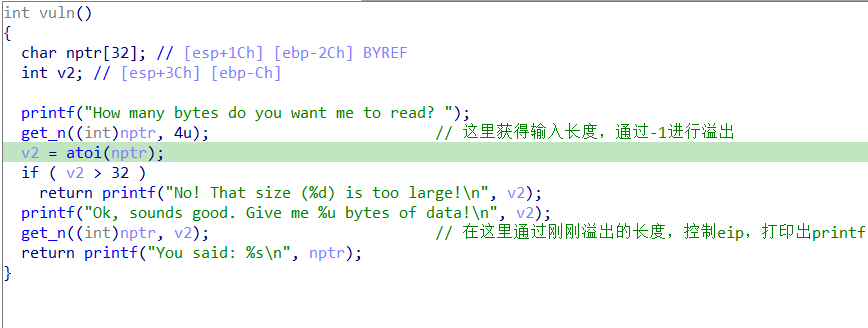 int vuln()
{
char nptr[32]; // [esp+1Ch] [ebp-2Ch] BYREF
int v2; // [esp+3Ch] [ebp-Ch]
printf("How many bytes do you want me to read? ");
get_n((int)nptr, 4u); // 这里获得输入长度，通过-1进行溢出
v2 = atoi(nptr);
if ( v2 > 32 )
return printf("No! That size (%d) is too large!\n", v2);
printf("Ok, sounds good. Give me %u bytes of data!\n", v2);
get_n((int)nptr, v2); // 在这里通过刚刚溢出的长度，控制eip，打印出printf
return printf("You said: %s\n", nptr);
}